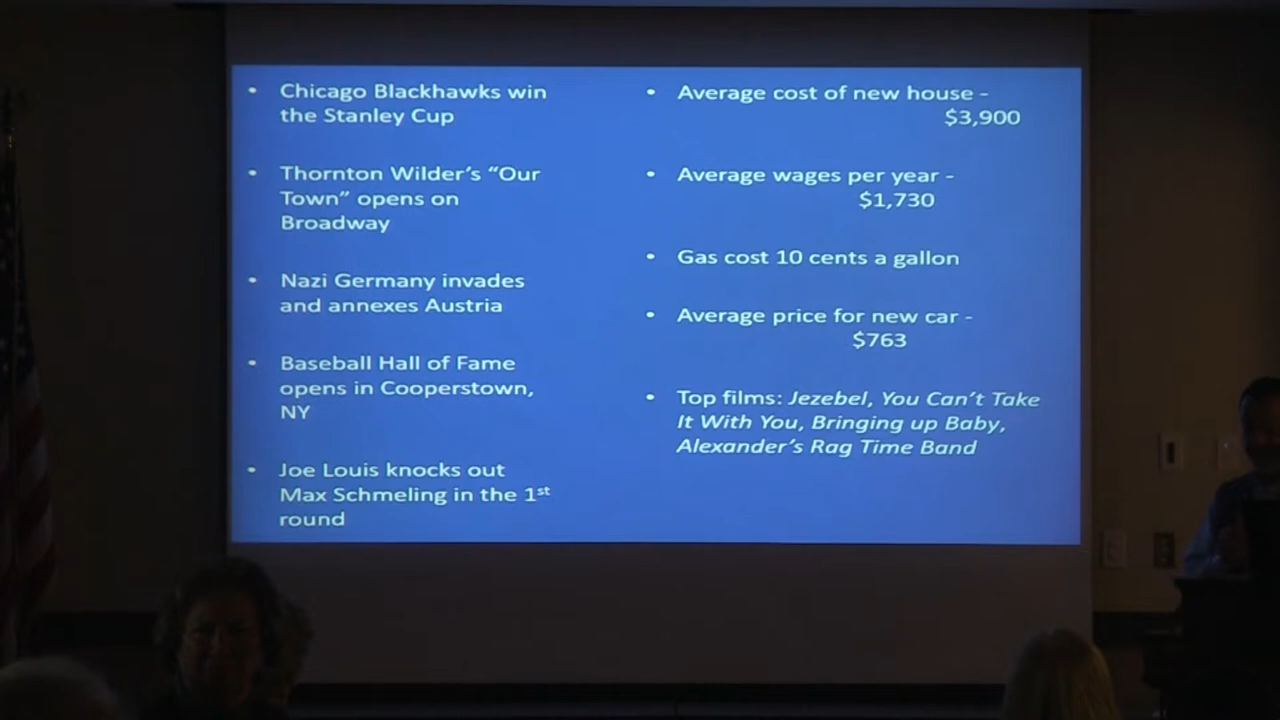 • Chicago Blackhawks win
the Stanley Cup
• Thornton Wilder’s “Our
Town” opens on
Broadway
• Nazi Germany invades
and annexes Austria
• Baseball Hall of Fame
opens in Cooperstown,
NY
• Joe Louis knocks out
Max Schmeling in the 1st
round
• Average cost of new house -
$3,900
• Average wages per year -
$1,730
• Gas cost 10 cents a gallon
• Average price for new car -
$763
• Top films: Jezebel, You Can’t Take
It With You, Bringing up Baby,
Alexander’s Rag Time Band